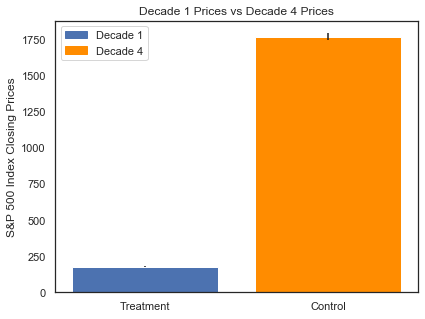 Decade 1 Prices vs Decade 4 Prices
Decade 1
Decade 4
S&P 500 Index Closing Prices
1750
1500
1250
1000
750
500
250
0
Treatment
Control